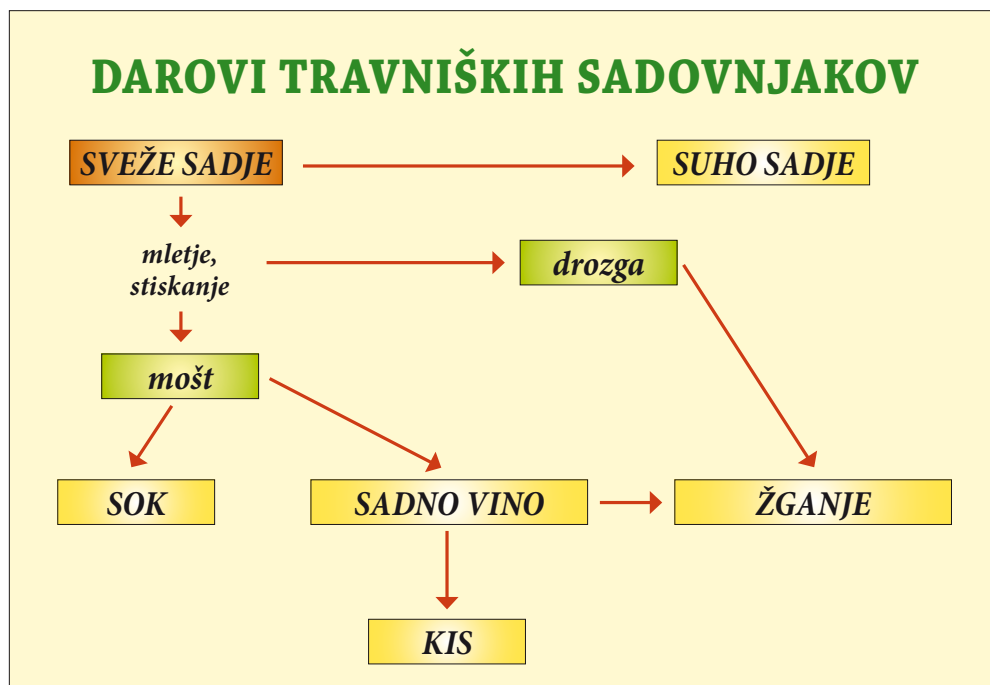 DAROVI TRAVNIŠKIH SADOVNJAKOV
SVEŽE SADJE
SUHO SADJE
mletje,
stiskanje
drozga
mošt
SOK
SADNO VINO
ŽGANJE
KIS